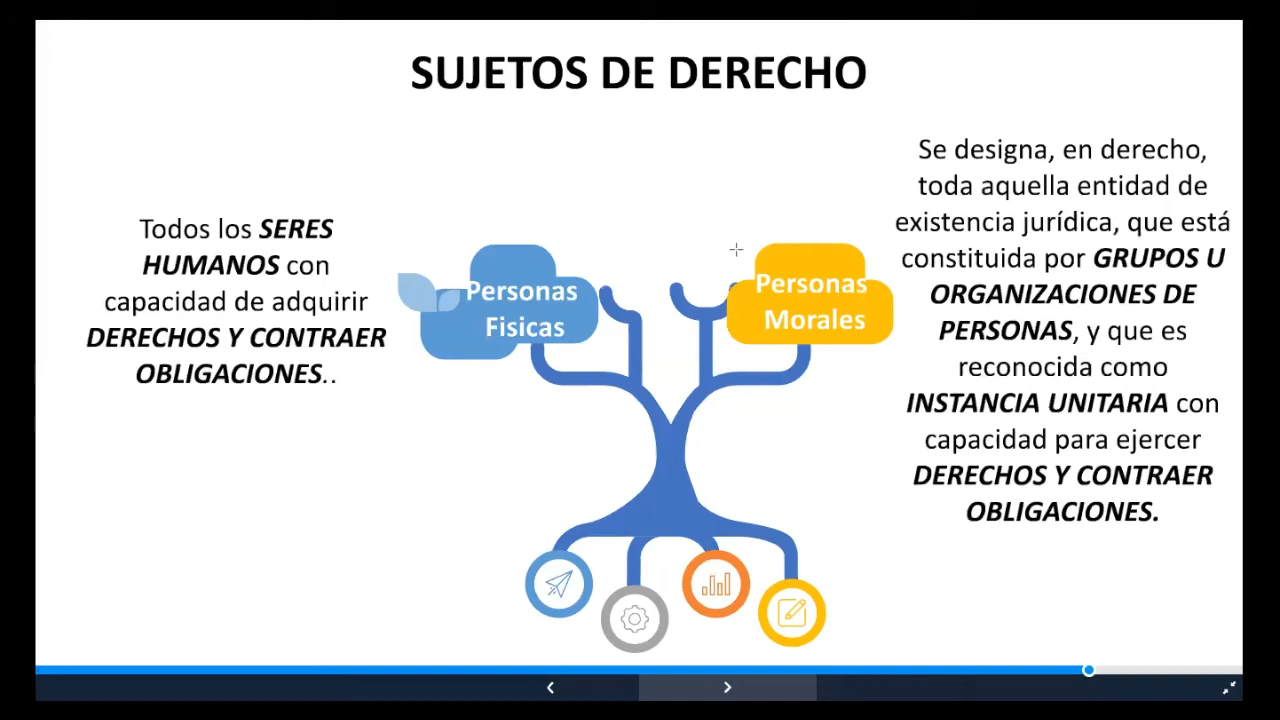 SUJETOS DE DERECHO
Todos los SERES
HUMANOS con
capacidad de adquirir
DERECHOS Y CONTRAER
OBLIGACIONES..
Personas
Fisicas
Personas
Morales
Se designa, en derecho,
toda aquella entidad de
existencia jurídica, que está
constituida por GRUPOS U
ORGANIZACIONES DE
PERSONAS, y que es
reconocida como
INSTANCIA UNITARIA con
capacidad para ejercer
DERECHOS Y CONTRAER
OBLIGACIONES.